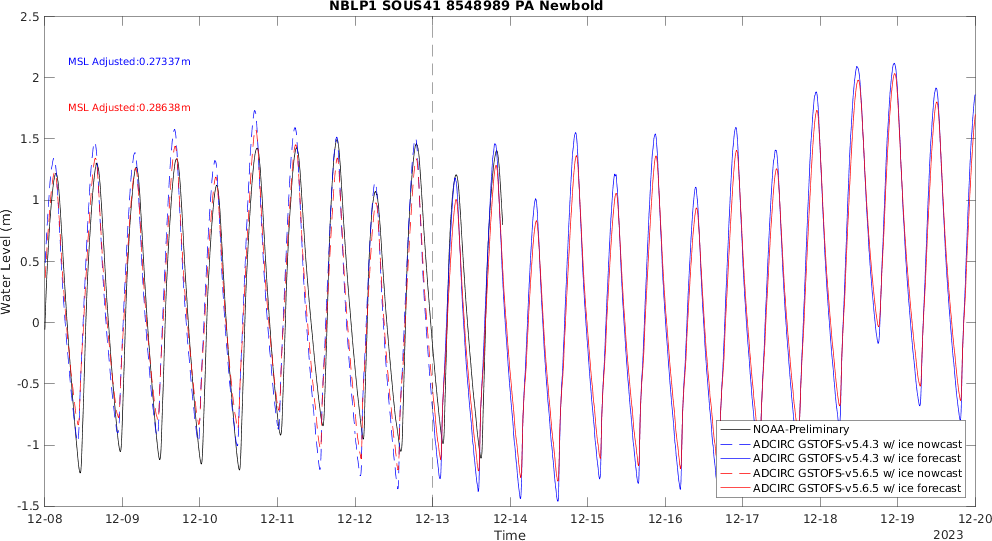 NBLP1 SOUS41 8548989 PA Newbold
2.5
2
1.5
1
0.5
0
-0.5
-1
-1.5
Water Level (m)
MSL Adjusted:0.27337m
MSL Adjusted:0.28638m
NOAA-Preliminary
ADCIRC GSTOFS-v5.4.3 w/ ice nowcast
ADCIRC GSTOFS-v5.4.3 w/ ice forecast
ADCIRC GSTOFS-v5.6.5 w/ ice nowcast
ADCIRC GSTOFS-v5.6.5 w/ ice forecast
12-08 12-09 12-10 12-11 12-12 12-13 12-14 12-15 12-16 12-17 12-18 12-19 12-20
Time
2023